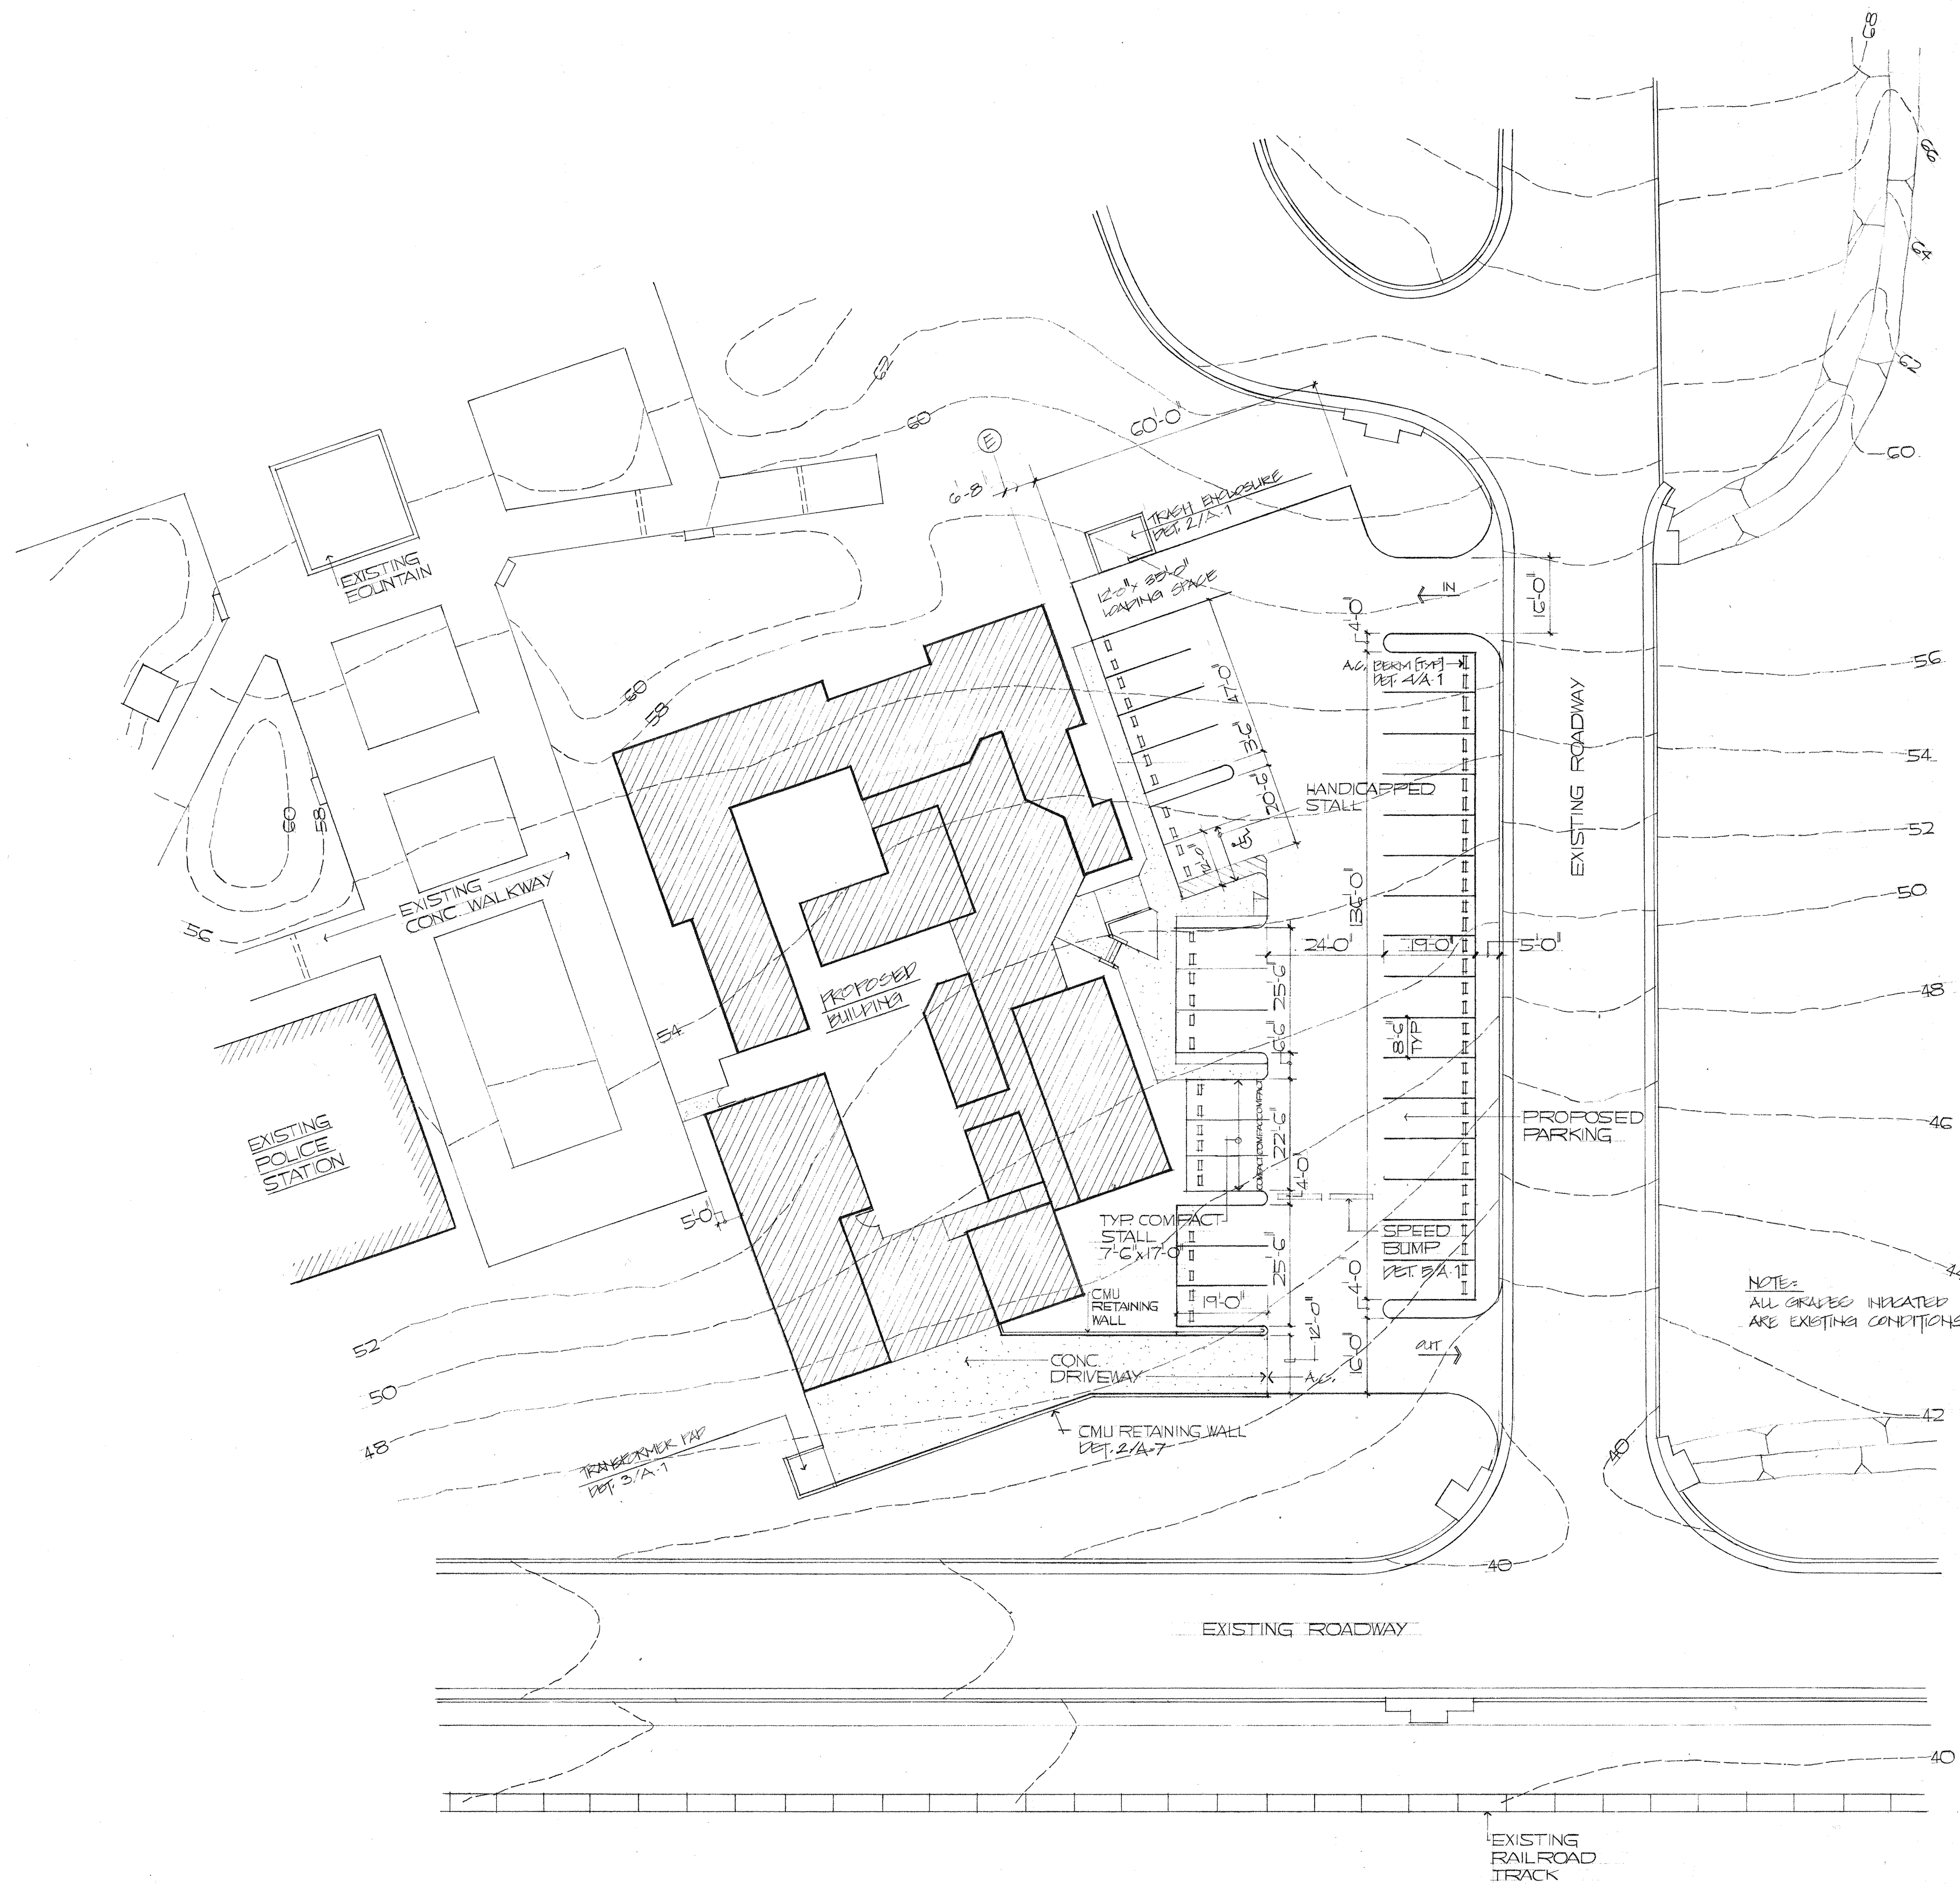 68
66
64
62
62
60
60
E
60'-0"
6'-8"
TRASH ENCLOSURE
DET. 2/A-1
EXISTING
FOUNTAIN
12'-0" x 35'-0"
LOADING SPACE
IN
16'-0"
4'-0"
A.C. BERM [TYP]
DET. 4/A-1
56
60
58
47'-0"
EXISTING ROADWAY
3'-6"
54
HANDICAPPED
STALL
20'-6"
60
58
52
12'-0"
EXISTING
CONC. WALKWAY
136'-0"
50
56
24'-0"
19'-0"
5'-0"
PROPOSED
BUILDING
25'-6"
48
54
6'-6"
8'-6"
TYP
COMPACT
COMPACT
COMPACT
PROPOSED
PARKING
46
EXISTING
POLICE
STATION
22'-6"
4'-0"
5'-0"
TYP. COMPACT
STALL
7'-6"x17'-0"
SPEED
BUMP
DET. 5/A-1
25'-6"
4'-0"
NOTE:
ALL GRADES INDICATED
ARE EXISTING CONDITIONS
CMU
RETAINING
WALL
19'-0"
12'-0"
52
CONC.
DRIVEWAY
A.C.
16'-0"
OUT
50
42
CMU RETAINING WALL
DET. 2/A-7
48
TRANSFORMER PAD
DET. 3/A-1
40
40
EXISTING ROADWAY
40
EXISTING
RAILROAD
TRACK